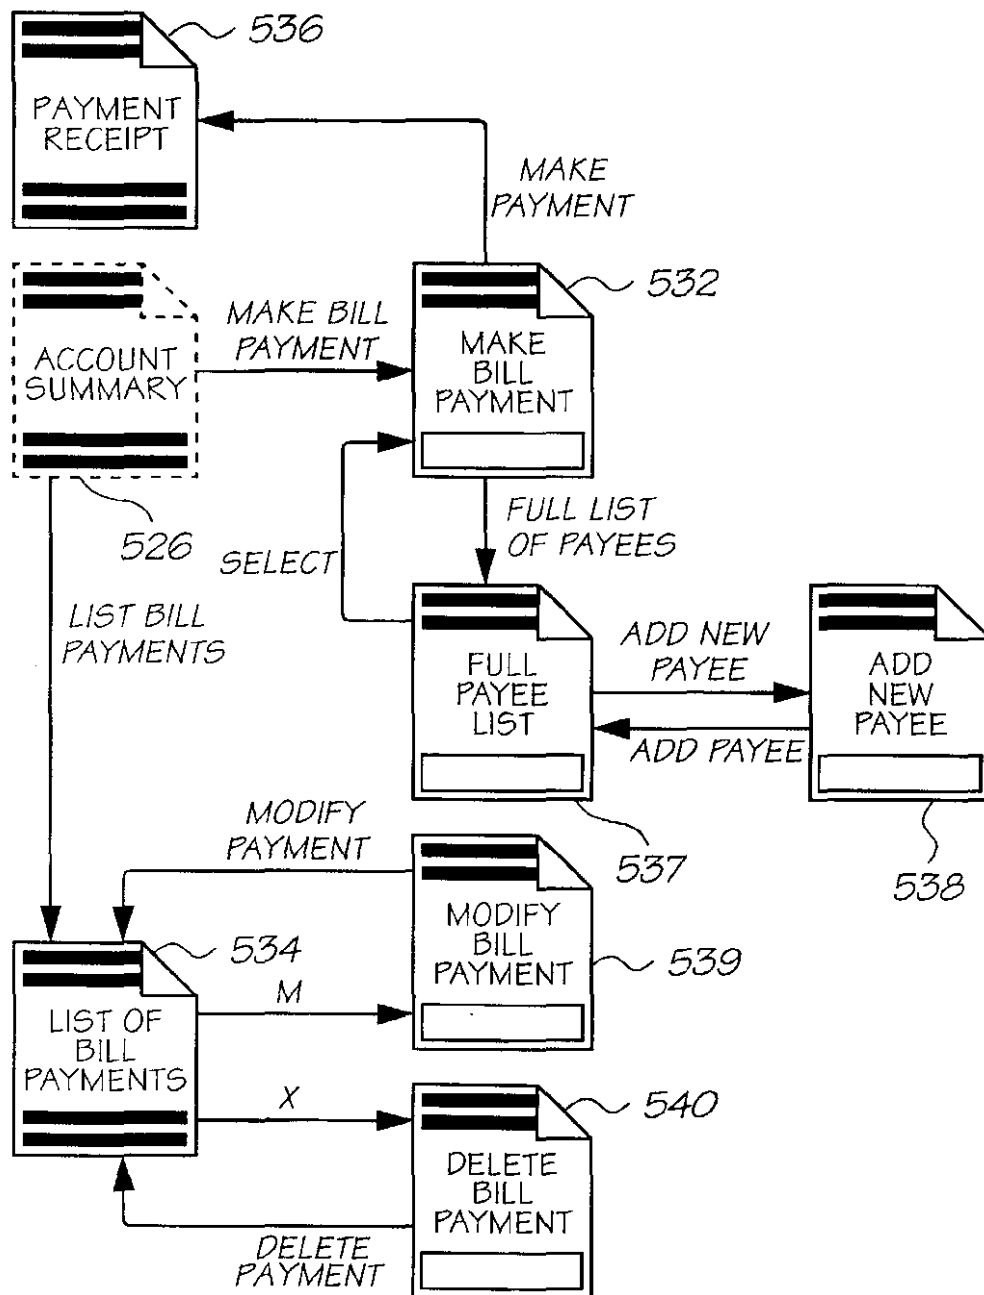 536
PAYMENT
RECEIPT
MAKE
PAYMENT
532
MAKE BILL
PAYMENT
ACCOUNT
SUMMARY
MAKE
BILL
PAYMENT
526
FULL LIST
OF PAYEES
SELECT
LIST BILL
PAYMENTS
FULL
PAYEE
LIST
ADD NEW
PAYEE
ADD
NEW
PAYEE
ADD PAYEE
537
538
MODIFY
PAYMENT
534
MODIFY
BILL
PAYMENT
539
M
LIST OF
BILL
PAYMENTS
X
540
DELETE
BILL
PAYMENT
DELETE
PAYMENT